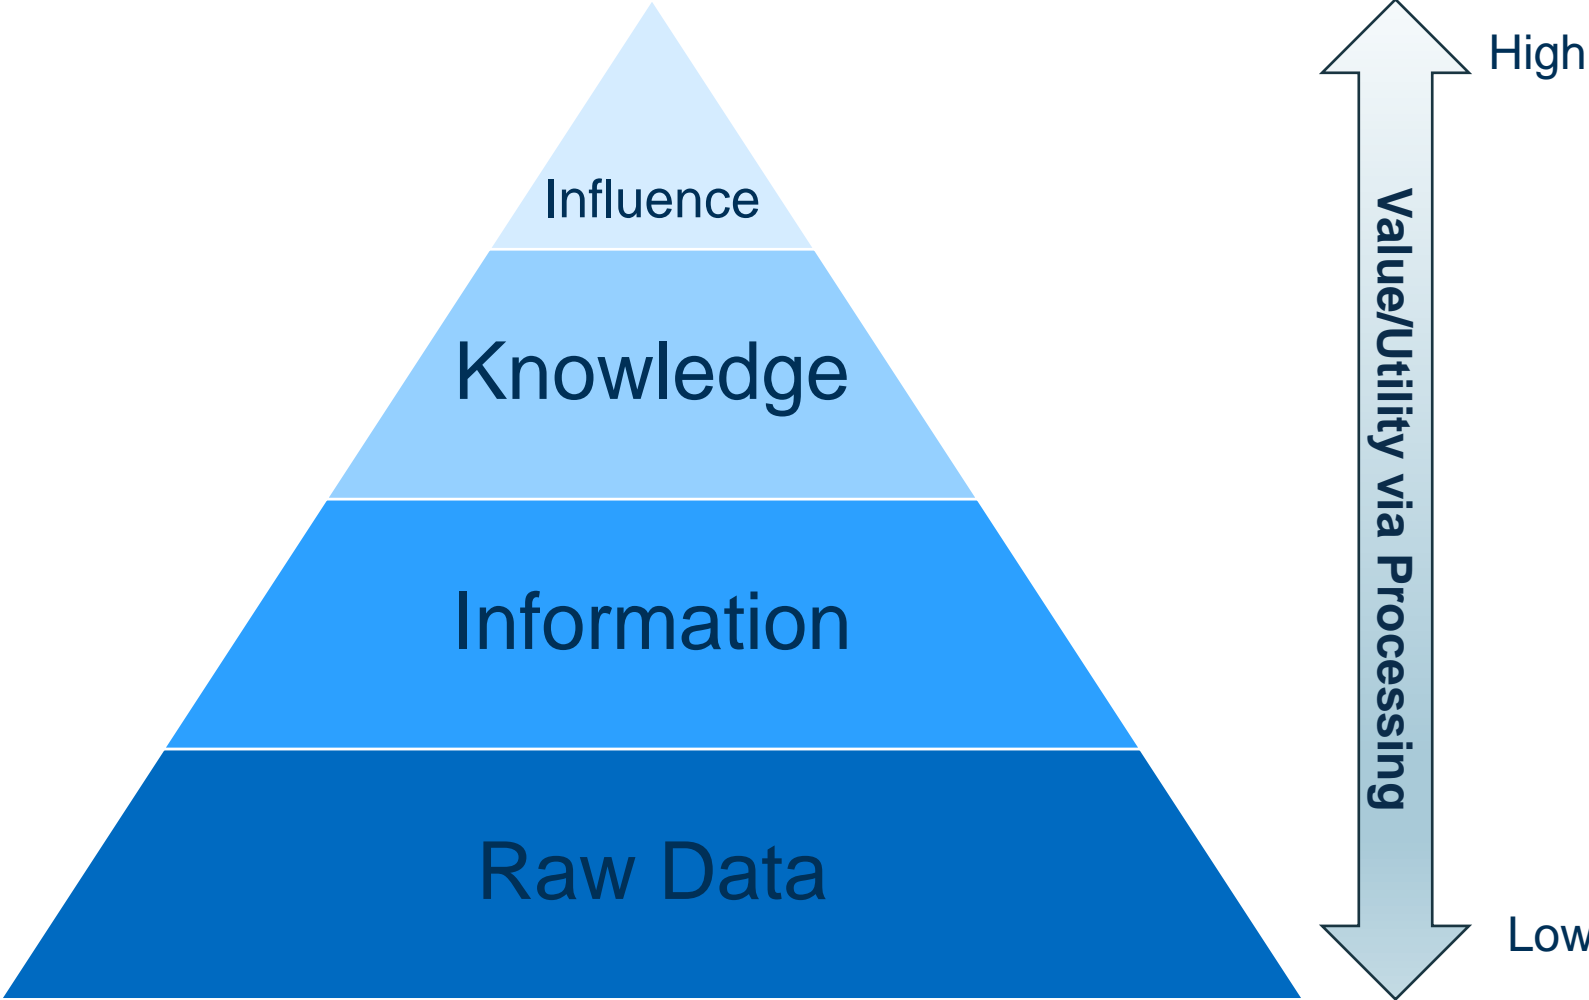 Influence
Knowledge
Information
Raw Data
High
Value/Utility via Processing
Low